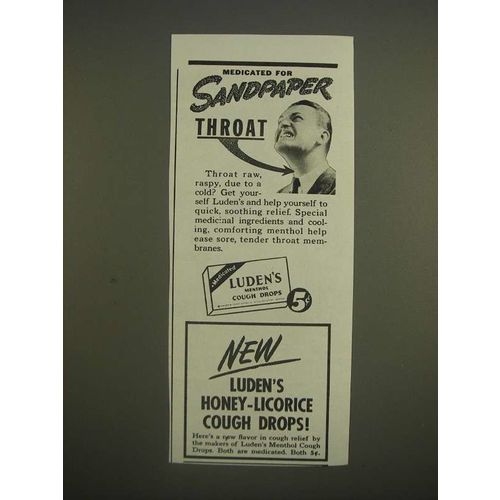 MEDICATED FOR
SANDPAPER
THROAT
Throat raw,
raspy, due to a
cold? Get your-
self Luden's and help yourself to
quick, soothing relief. Special
medicinal ingredients and cool-
ing, comforting menthol help
ease sore, tender throat mem-
branes.
Medicated
LUDEN'S
MENTHOL
COUGH DROPS
5¢
NEW
LUDEN'S
HONEY-LICORICE
COUGH DROPS!
Here's a new flavor in cough relief by
the makers of Luden's Menthol Cough
Drops. Both are medicated. Both 5¢.